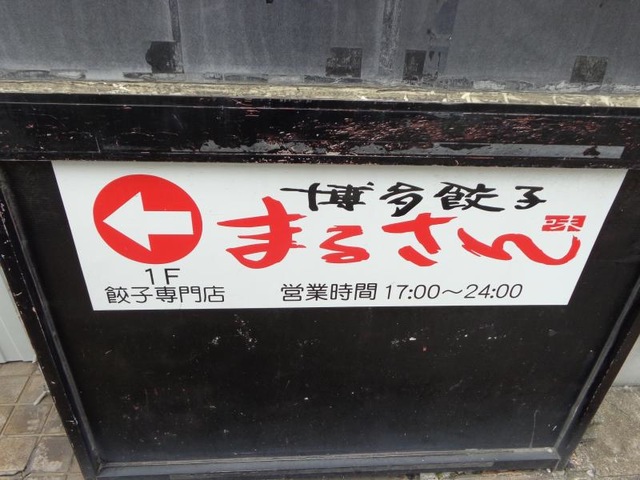 博多餃子
まるさん
1F
餃子専門店
営業時間 17:00～24:00